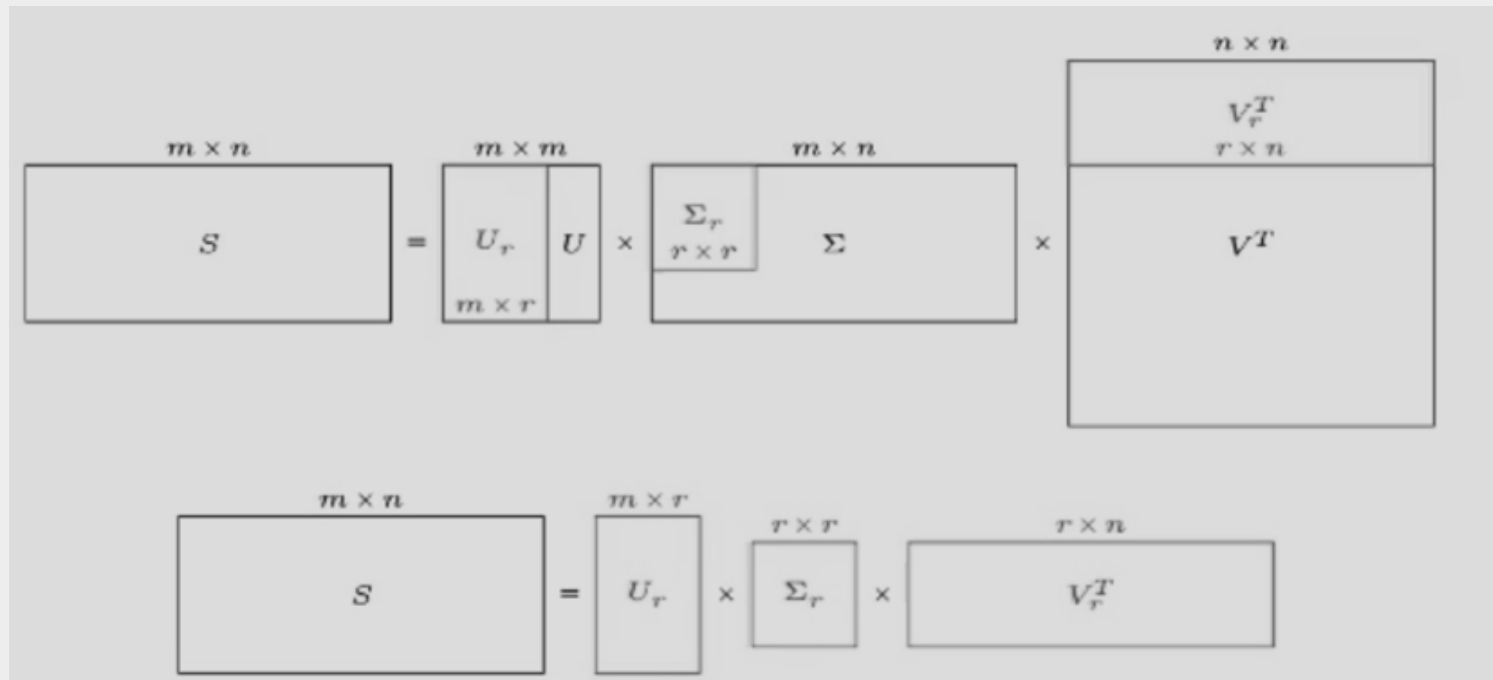 n × n
V_r^T
m × n m × m m × n r × n
Σ_r
S = U_r U × r × r Σ × V^T
m × r
m × n m × r
r × r r × n
S = U_r × Σ_r × V_r^T